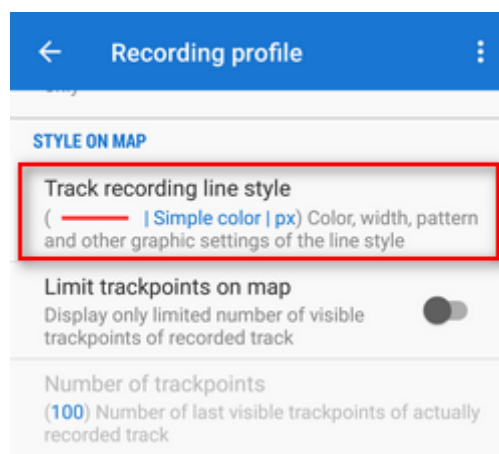 Recording profile
STYLE ON MAP
Track recording line style
( | Simple color | px) Color, width, pattern
and other graphic settings of the line style
Limit trackpoints on map
Display only limited number of visible
trackpoints of recorded track
Number of trackpoints
(100) Number of last visible trackpoints of actually
recorded track